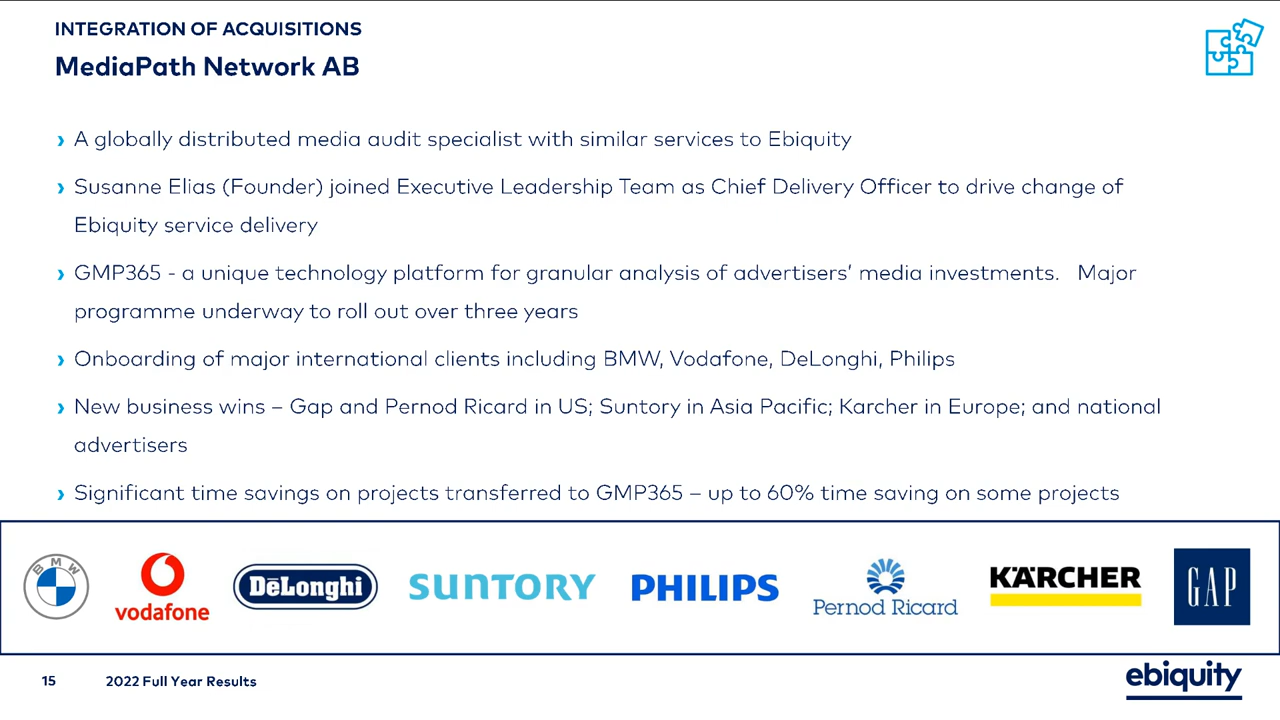 INTEGRATION OF ACQUISITIONS
MediaPath Network AB
› A globally distributed media audit specialist with similar services to Ebiquity
› Susanne Elias (Founder) joined Executive Leadership Team as Chief Delivery Officer to drive change of
Ebiquity service delivery
› GMP365 - a unique technology platform for granular analysis of advertisers’ media investments. Major
programme underway to roll out over three years
› Onboarding of major international clients including BMW, Vodafone, DeLonghi, Philips
› New business wins – Gap and Pernod Ricard in US; Suntory in Asia Pacific; Karcher in Europe; and national
advertisers
› Significant time savings on projects transferred to GMP365 – up to 60% time saving on some projects
BMW
vodafone
DēLonghi
SUNTORY
PHILIPS
Pernod Ricard
KÄRCHER
GAP
15 2022 Full Year Results
ebiquity